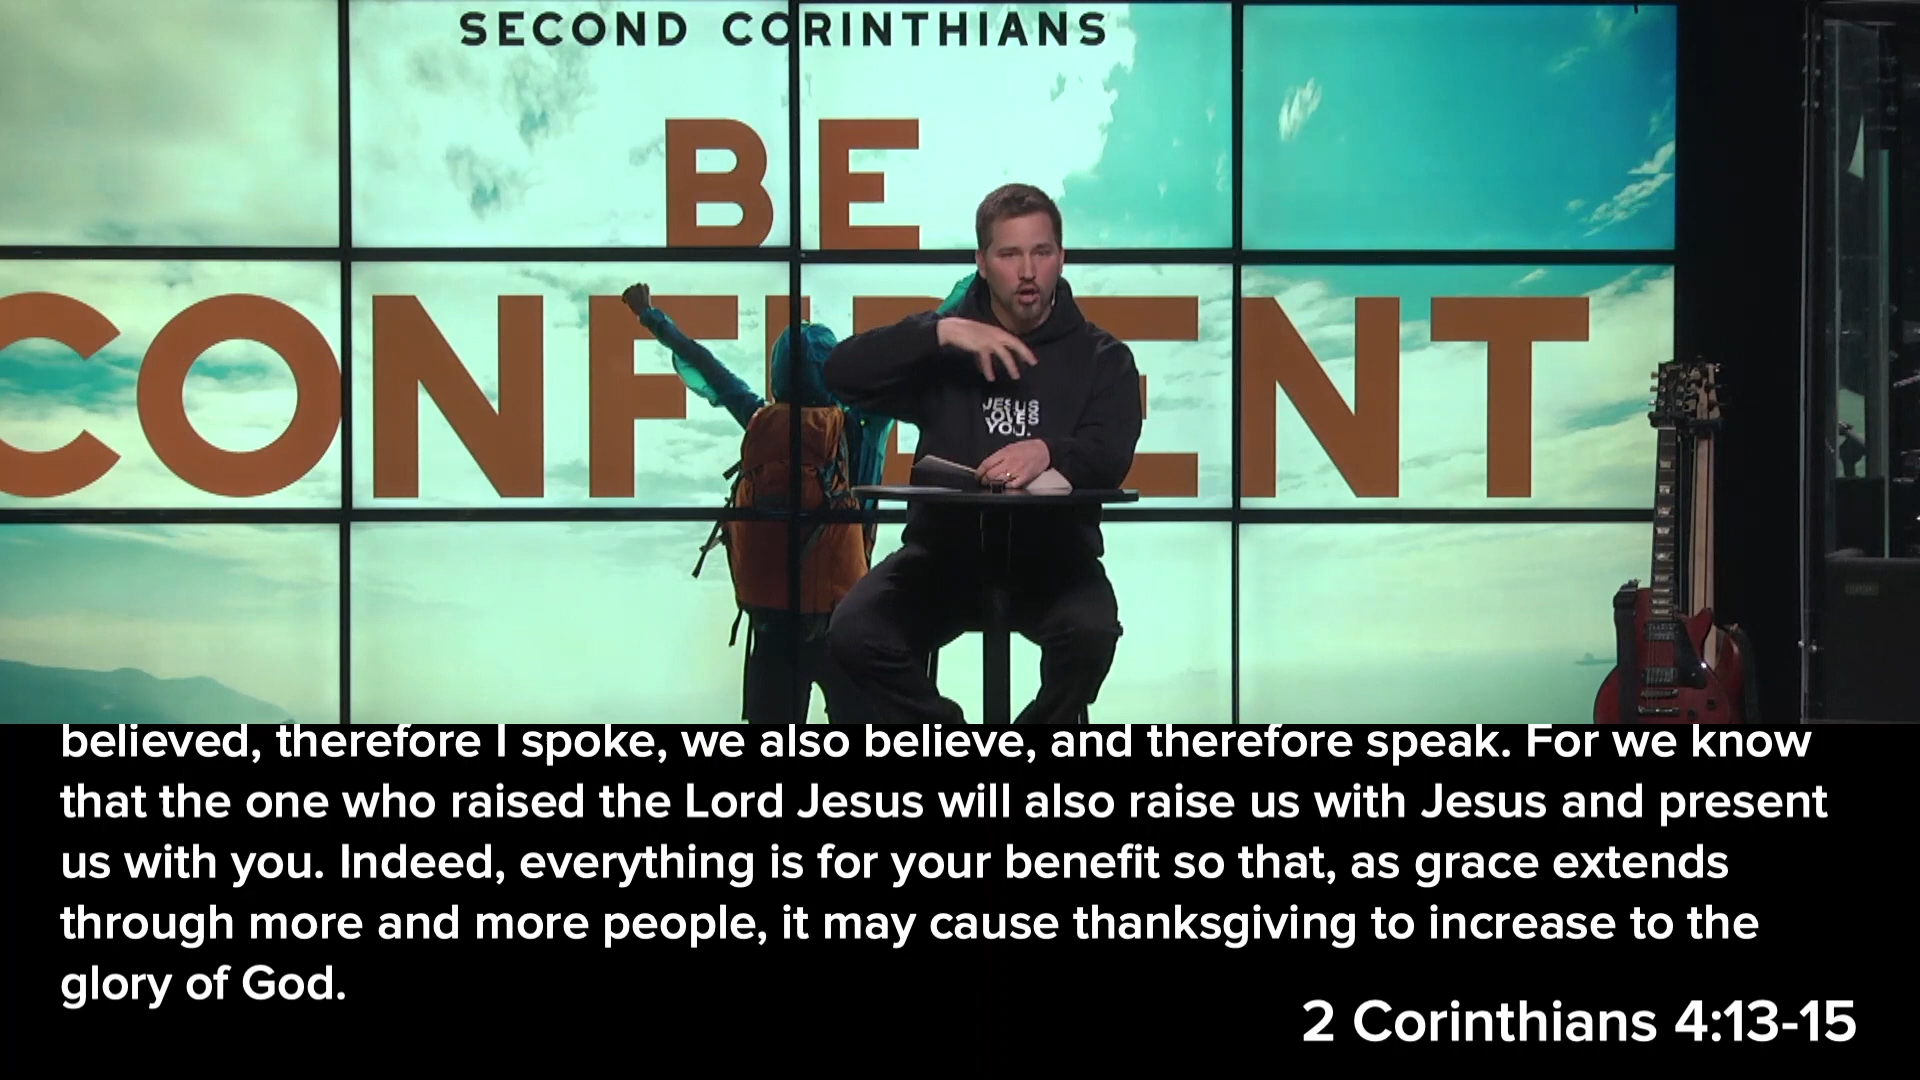 SECOND CORINTHIANS
BE
CONFIDENT
JESUS
LOVES
YOU.
believed, therefore I spoke, we also believe, and therefore speak. For we know
that the one who raised the Lord Jesus will also raise us with Jesus and present
us with you. Indeed, everything is for your benefit so that, as grace extends
through more and more people, it may cause thanksgiving to increase to the
glory of God.
2 Corinthians 4:13-15